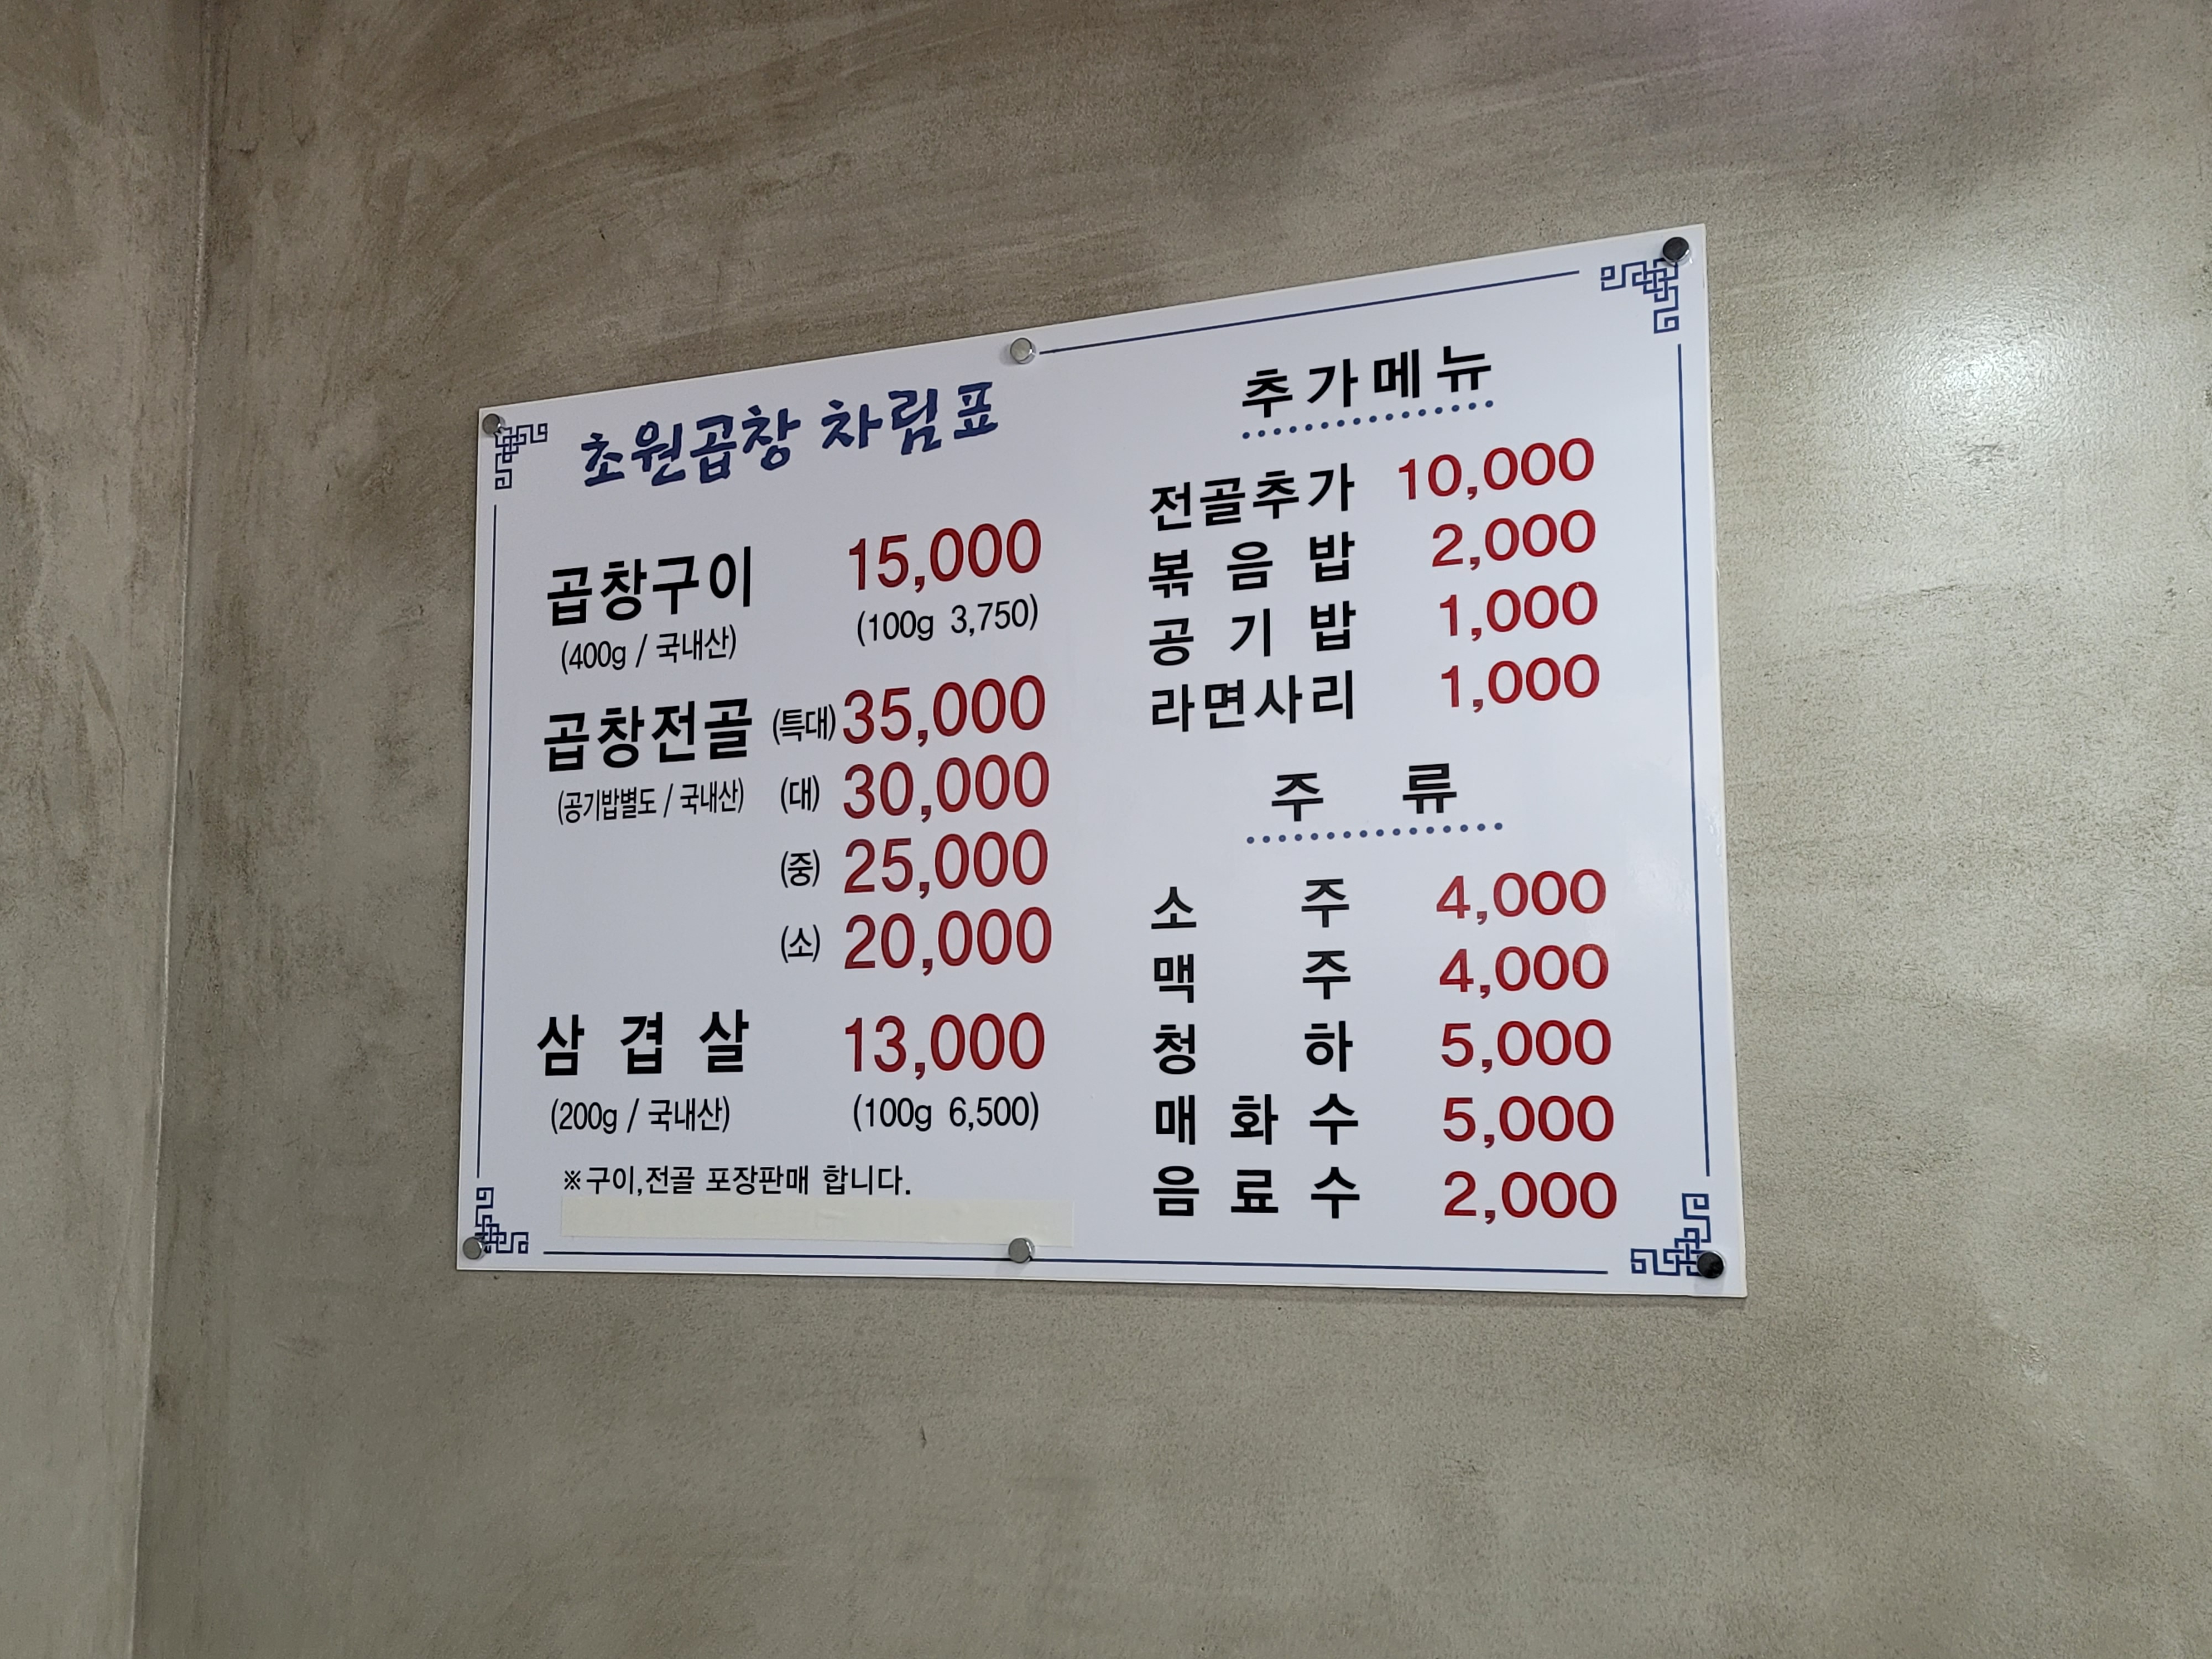 초원곱창 차림표
곱창구이 15,000
(400g / 국내산) (100g 3,750)
곱창전골 (특대) 35,000
(공기밥별도 / 국내산) (대) 30,000
(중) 25,000
(소) 20,000
삼 겹 살 13,000
(200g / 국내산) (100g 6,500)
※구이,전골 포장판매 합니다.
추가메뉴
전골추가 10,000
볶 음 밥 2,000
공 기 밥 1,000
라면사리 1,000
주 류
소 주 4,000
맥 주 4,000
청 하 5,000
매 화 수 5,000
음 료 수 2,000